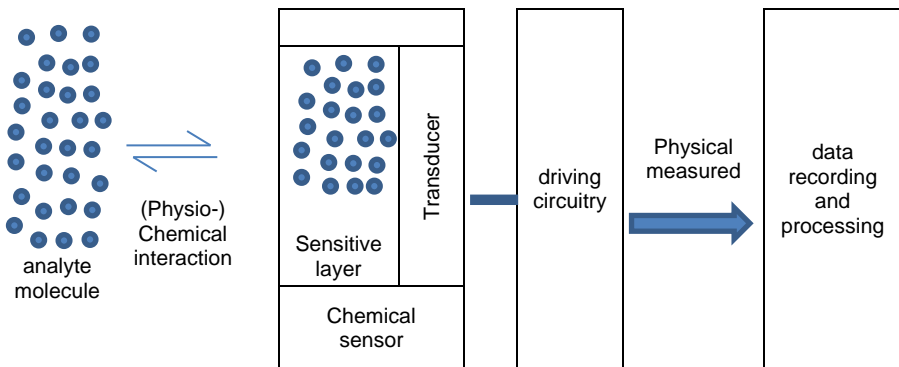 analyte
molecule
(Physio-)
Chemical
interaction
Sensitive
layer
Transducer
Chemical
sensor
driving
circuitry
Physical
measured
data
recording
and
processing